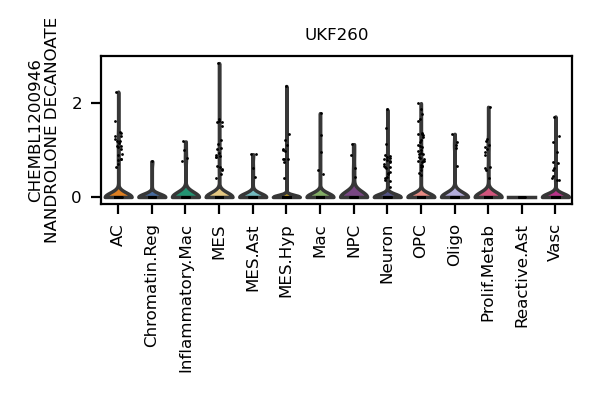 UKF260
CHEMBL1200946
NANDROLONE DECANOATE
2
0
AC
Chromatin.Reg
Inflammatory.Mac
MES
MES.Ast
MES.Hyp
Mac
NPC
Neuron
OPC
Oligo
Prolif.Metab
Reactive.Ast
Vasc